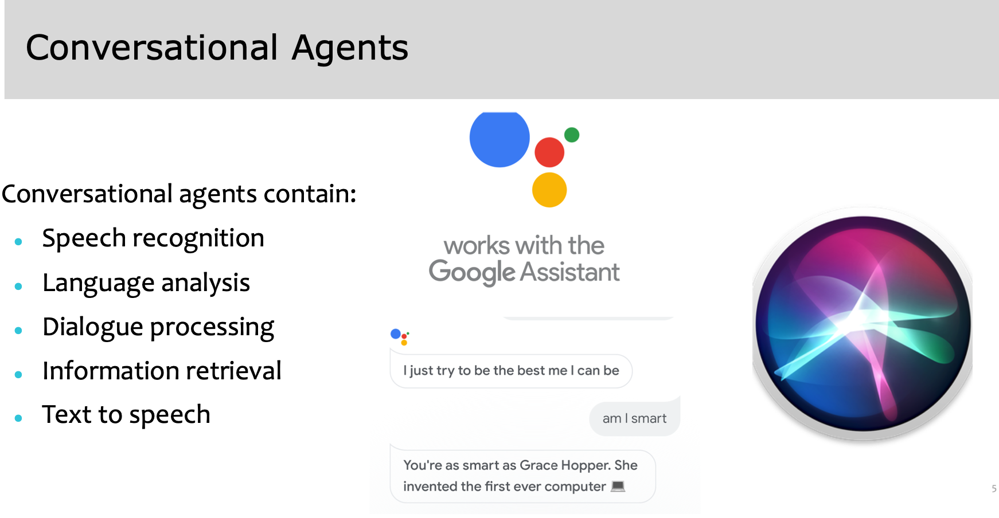 Conversational Agents
Conversational agents contain:
Speech recognition
Language analysis
Dialogue processing
Information retrieval
Text to speech
works with the
Google Assistant
I just try to be the best me I can be
am I smart
You're as smart as Grace Hopper. She
invented the first ever computer 💻
5